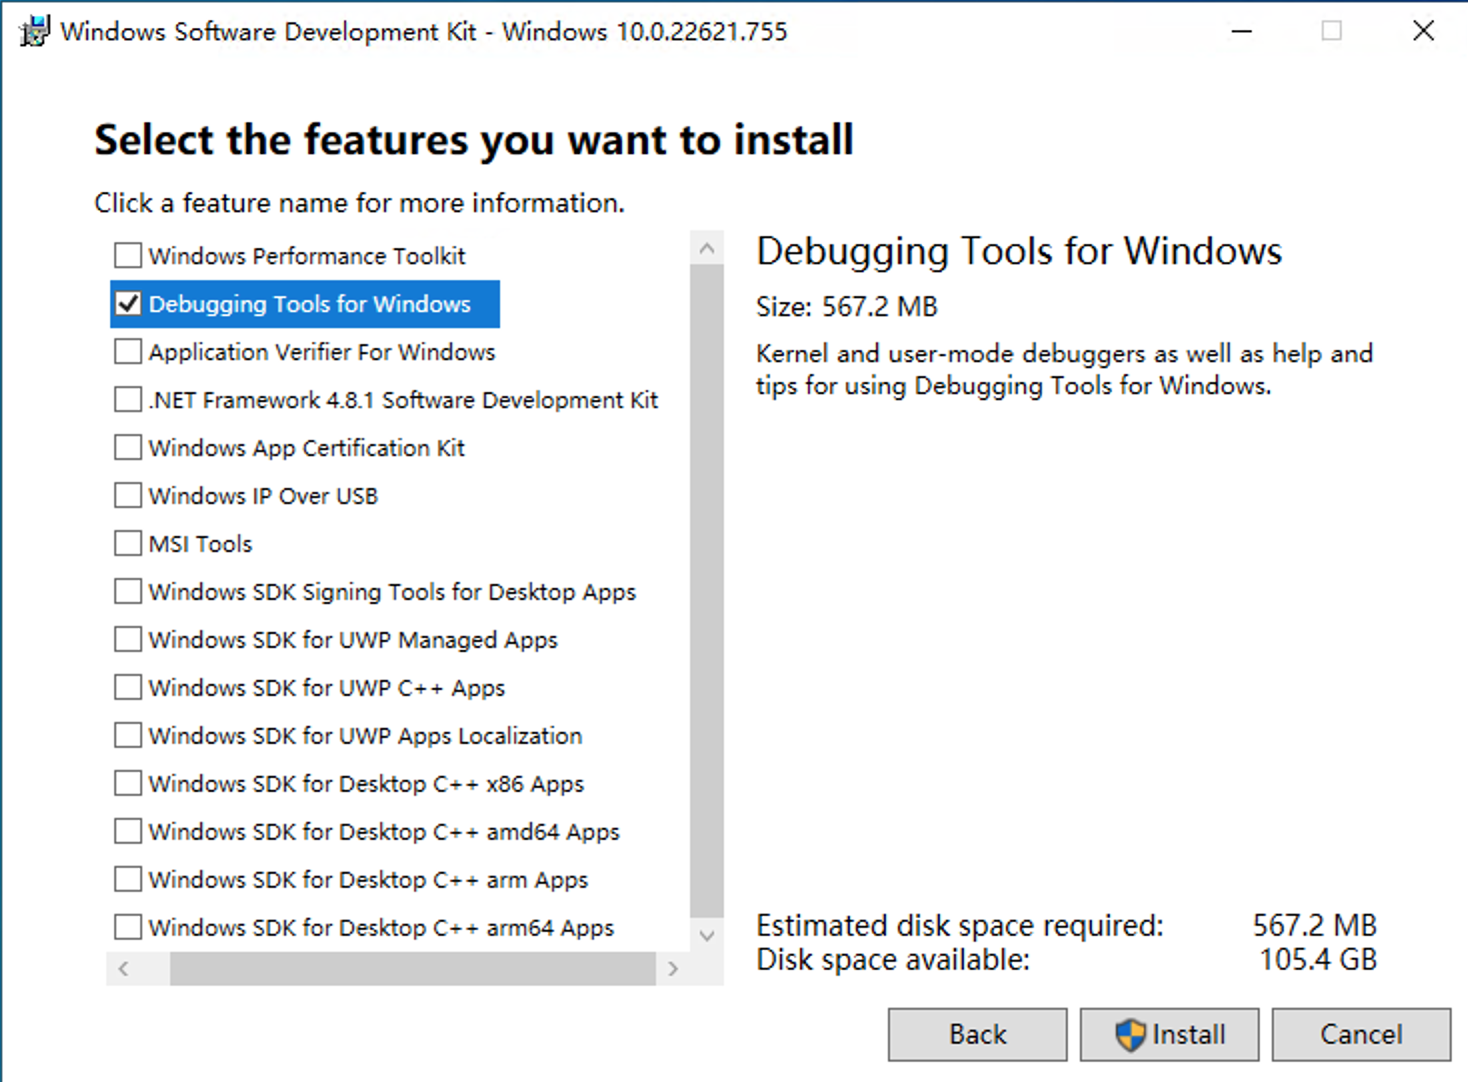 Windows Software Development Kit - Windows 10.0.22621.755
Select the features you want to install
Click a feature name for more information.
Windows Performance Toolkit
Debugging Tools for Windows
Application Verifier For Windows
.NET Framework 4.8.1 Software Development Kit
Windows App Certification Kit
Windows IP Over USB
MSI Tools
Windows SDK Signing Tools for Desktop Apps
Windows SDK for UWP Managed Apps
Windows SDK for UWP C++ Apps
Windows SDK for UWP Apps Localization
Windows SDK for Desktop C++ x86 Apps
Windows SDK for Desktop C++ amd64 Apps
Windows SDK for Desktop C++ arm Apps
Windows SDK for Desktop C++ arm64 Apps
Debugging Tools for Windows
Size: 567.2 MB
Kernel and user-mode debuggers as well as help and
tips for using Debugging Tools for Windows.
Estimated disk space required: 567.2 MB
Disk space available: 105.4 GB
Back Install Cancel